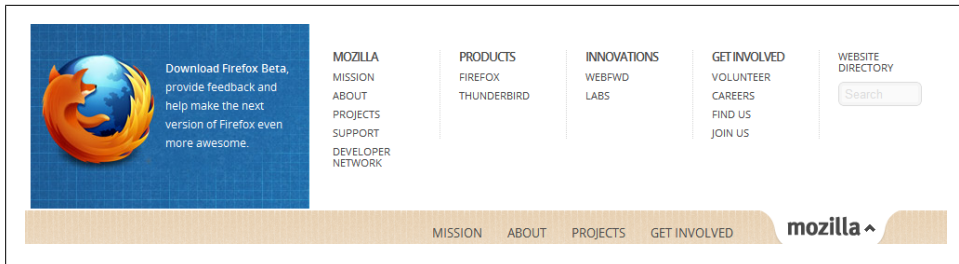 Download Firefox Beta,
provide feedback and
help make the next
version of Firefox even
more awesome.
MOZILLA
MISSION
ABOUT
PROJECTS
SUPPORT
DEVELOPER
NETWORK
PRODUCTS
FIREFOX
THUNDERBIRD
INNOVATIONS
WEBFWD
LABS
GET INVOLVED
VOLUNTEER
CAREERS
FIND US
JOIN US
WEBSITE
DIRECTORY
Search
MISSION ABOUT PROJECTS GET INVOLVED mozilla